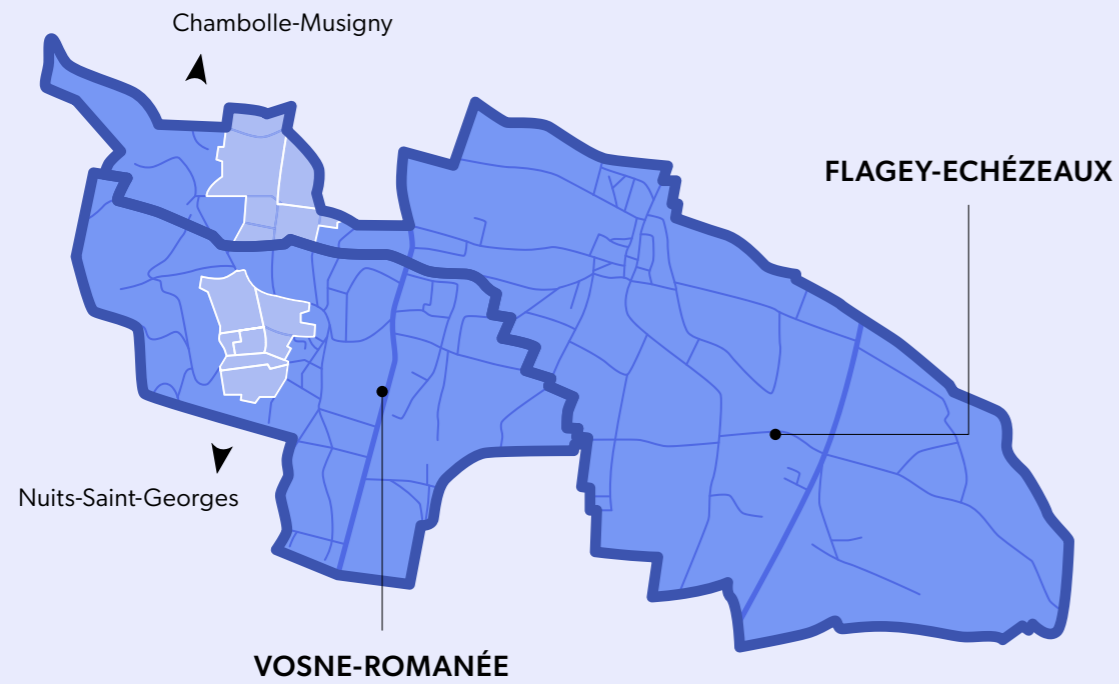 Chambolle-Musigny
FLAGEY-ECHÉZEAUX
Nuits-Saint-Georges
VOSNE-ROMANÉE